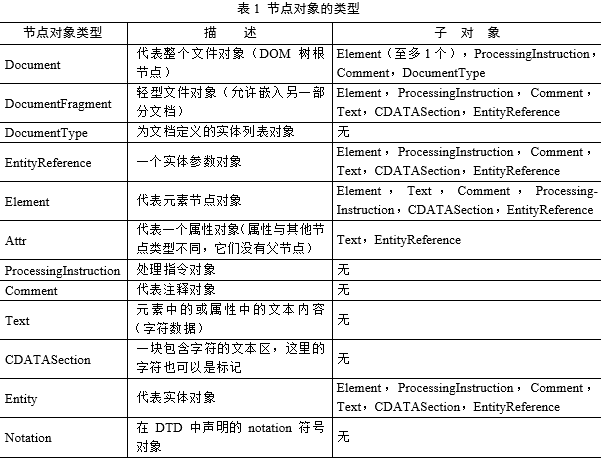 表 1 节点对象的类型
节点对象类型 描 述 子 对 象
Document 代表整个文件对象（DOM 树根
节点） Element（至多 1 个），ProcessingInstruction，
Comment，DocumentType
DocumentFragment 轻型文件对象（允许嵌入另一部
分文档） Element，ProcessingInstruction，Comment，
Text，CDATASection，EntityReference
DocumentType 为文档定义的实体列表对象 无
EntityReference 一个实体参数对象 Element，ProcessingInstruction，Comment，
Text，CDATASection，EntityReference
Element 代表元素节点对象 Element，Text，Comment，Processing-
Instruction，CDATASection，EntityReference
Attr 代表一个属性对象（属性与其他节
点类型不同，它们没有父节点） Text，EntityReference
ProcessingInstruction 处理指令对象 无
Comment 代表注释对象 无
Text 元素中的或属性中的文本内容
（字符数据） 无
CDATASection 一块包含字符的文本区，这里的
字符也可以是标记 无
Entity 代表实体对象 Element，ProcessingInstruction，Comment，
Text，CDATASection，EntityReference
Notation 在 DTD 中声明的 notation 符号
对象 无